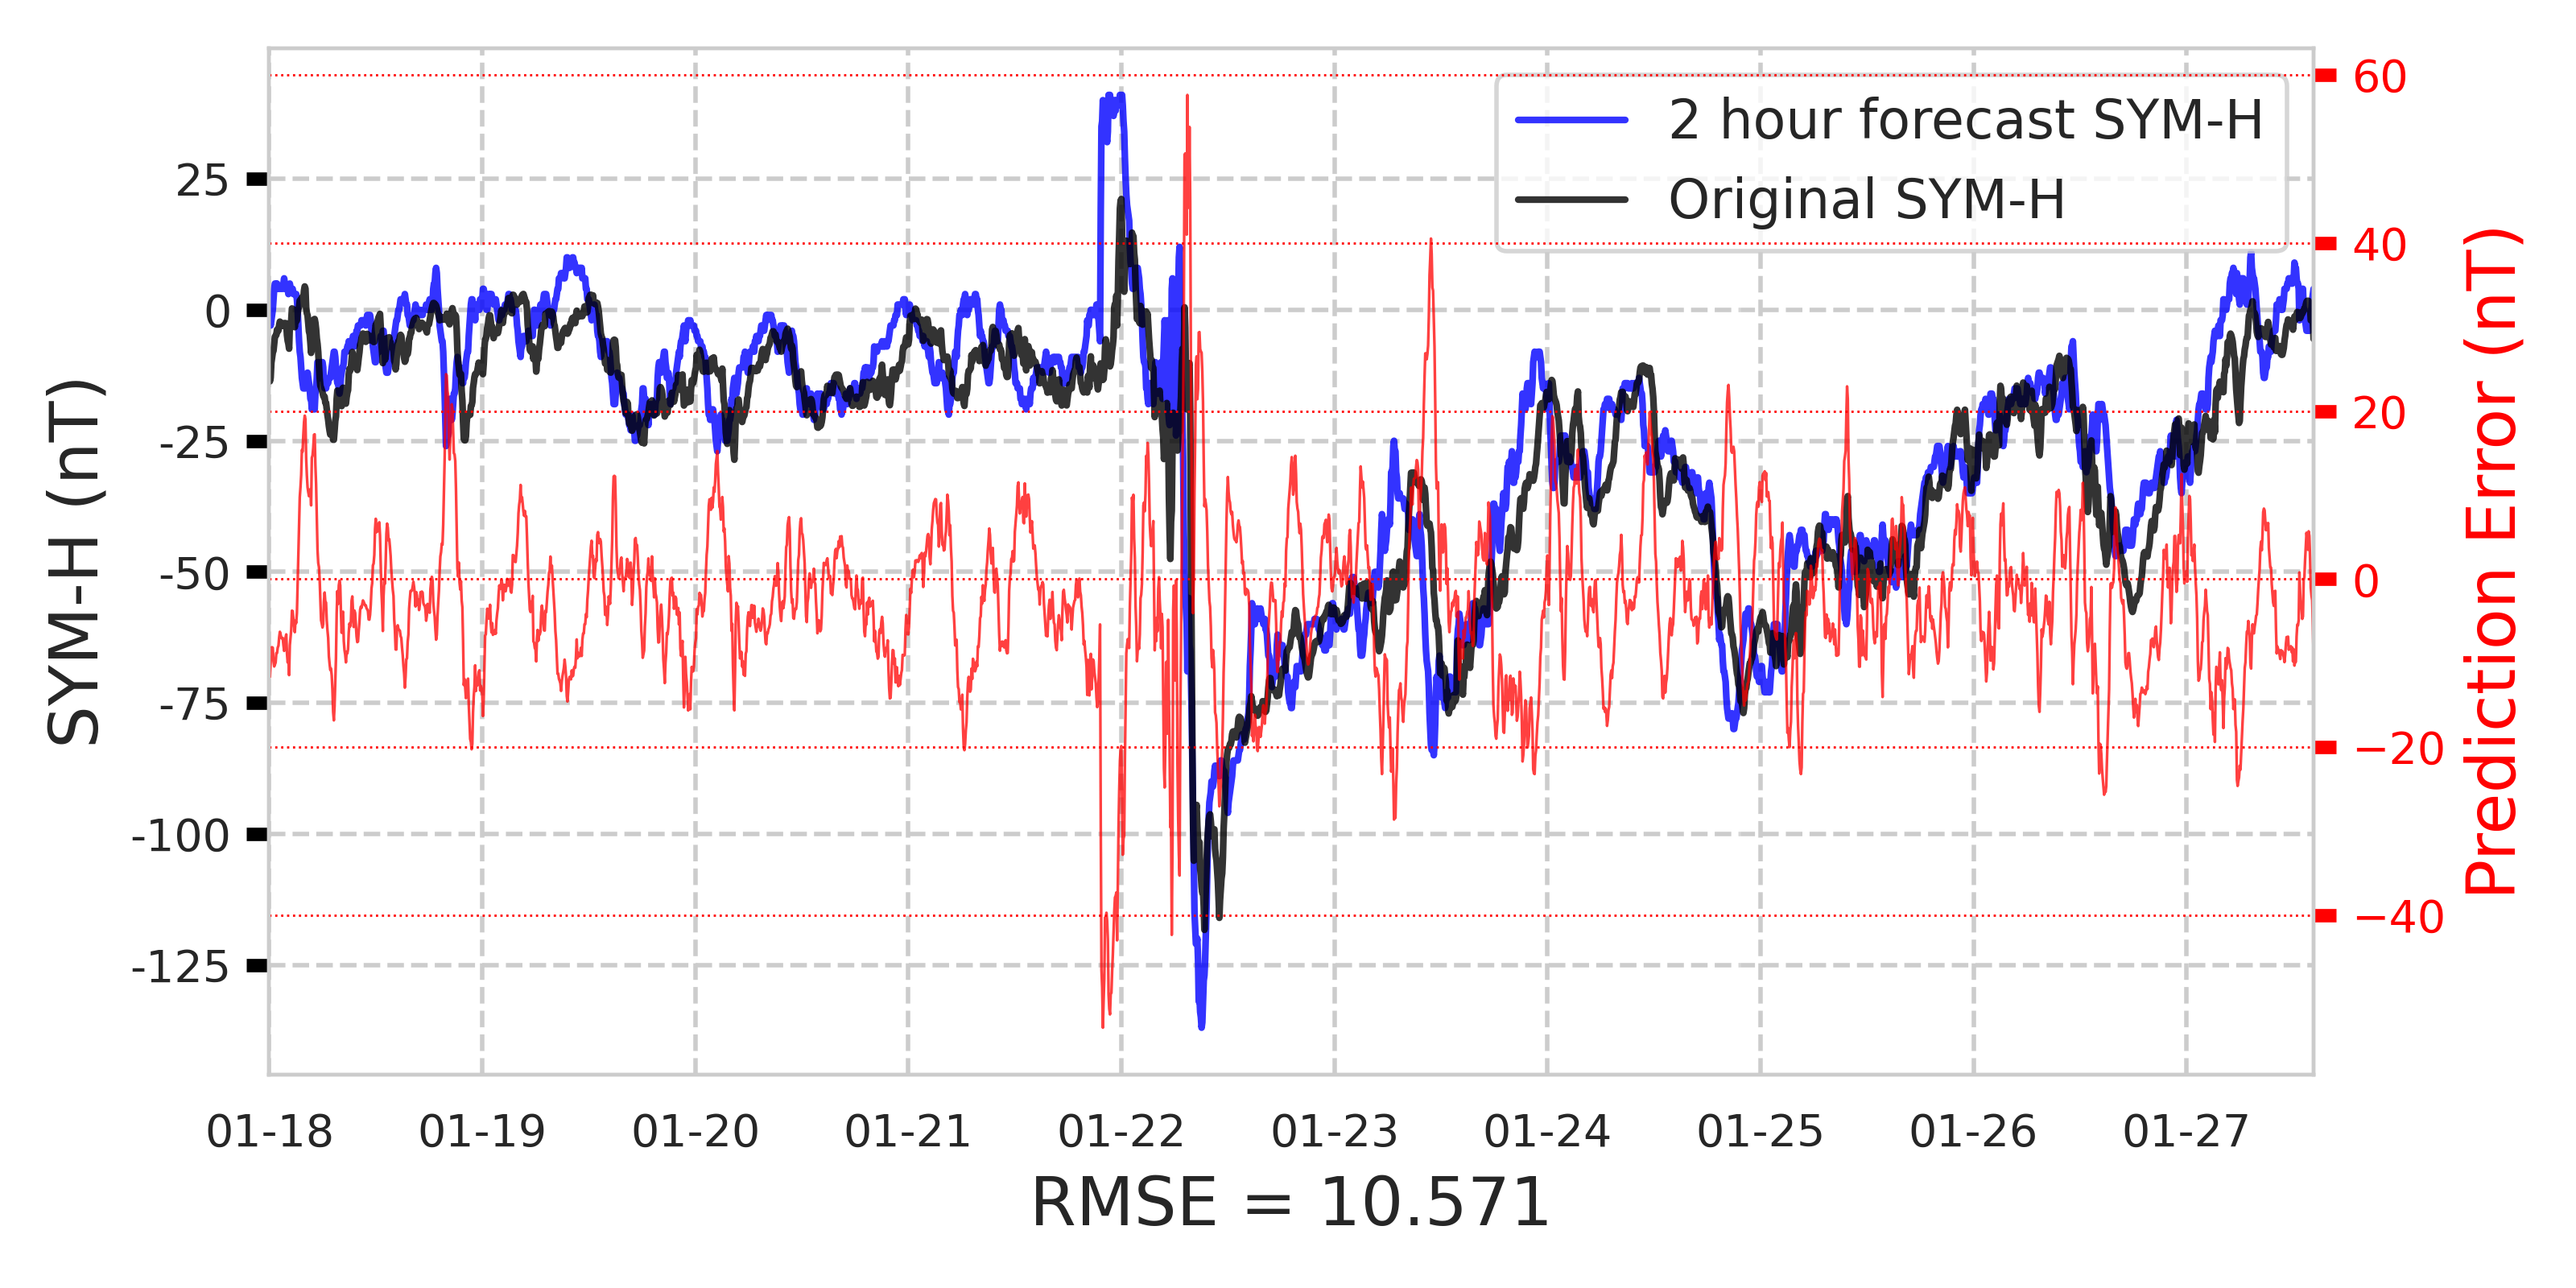 2 hour forecast SYM-H
Original SYM-H
SYM-H (nT)
25
0
-25
-50
-75
-100
-125
60
40
20
0
−20
−40
Prediction Error (nT)
01-18 01-19 01-20 01-21 01-22 01-23 01-24 01-25 01-26 01-27
RMSE = 10.571